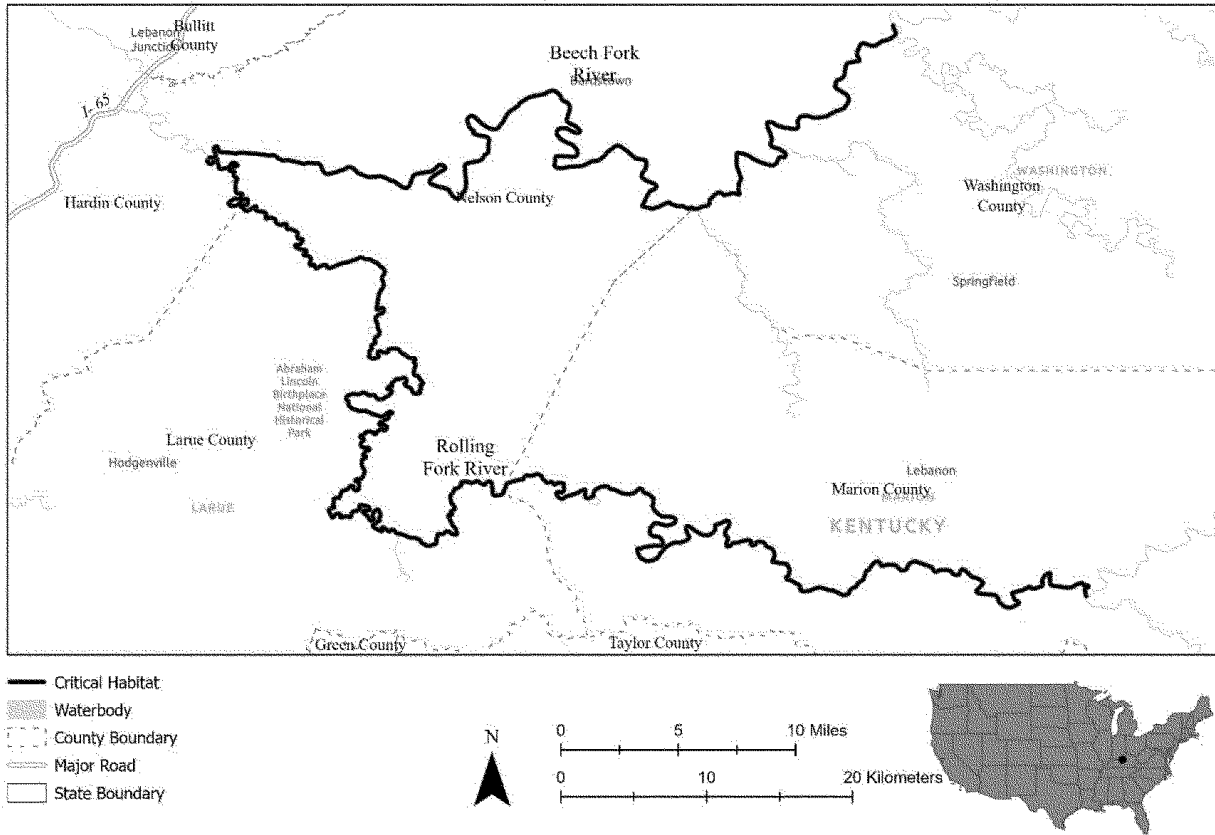 Lebanon
Junction
Bullitt
County
I-65
Beech Fork
River
Bardstown
Hardin County
Nelson County
WASHINGTON
Washington
County
Springfield
Abraham
Lincoln
Birthplace
National
Historical
Park
Larue County
Hodgenville
LARUE
Rolling
Fork River
Lebanon
Marion County
MARION
KENTUCKY
Green County
Taylor County
Critical Habitat
Waterbody
County Boundary
Major Road
State Boundary
N
0 5 10 Miles
0 10 20 Kilometers